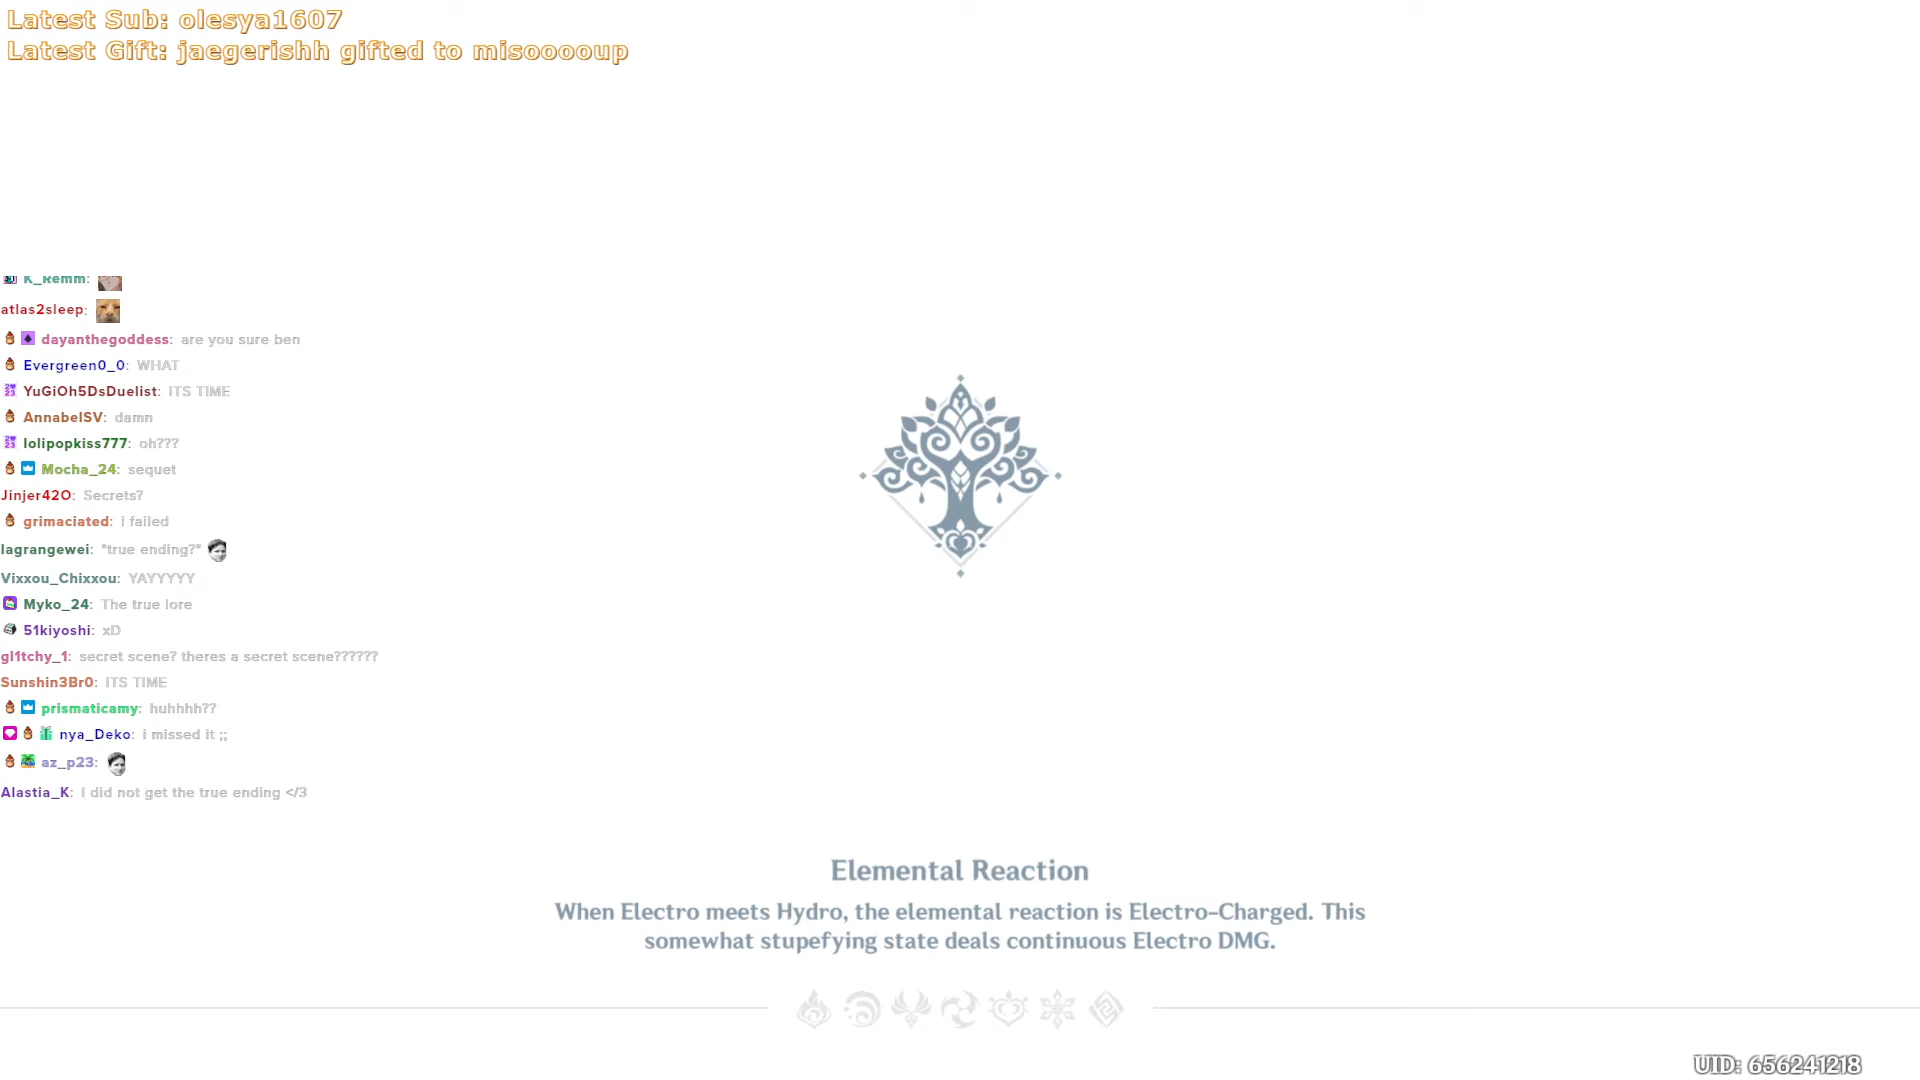 Latest Sub: olesya1607
Latest Gift: jaegerishh gifted to misooooup
K_Remm:
atlas2sleep:
dayanthegoddess: are you sure ben
Evergreen0_0: WHAT
YuGiOh5DsDuelist: ITS TIME
AnnabelSV: damn
lolipopkiss777: oh???
Mocha_24: sequet
Jinjer42O: Secrets?
grimaciated: i failed
lagrangewei: "true ending?"
Vixxou_Chixxou: YAYYYYY
Myko_24: The true lore
51kiyoshi: xD
gl1tchy_1: secret scene? theres a secret scene??????
Sunshin3Br0: ITS TIME
prismaticamy: huhhhh??
nya_Deko: i missed it ;;
az_p23:
Alastia_K: I did not get the true ending </3
Elemental Reaction
When Electro meets Hydro, the elemental reaction is Electro-Charged. This
somewhat stupefying state deals continuous Electro DMG.
UID: 656241218